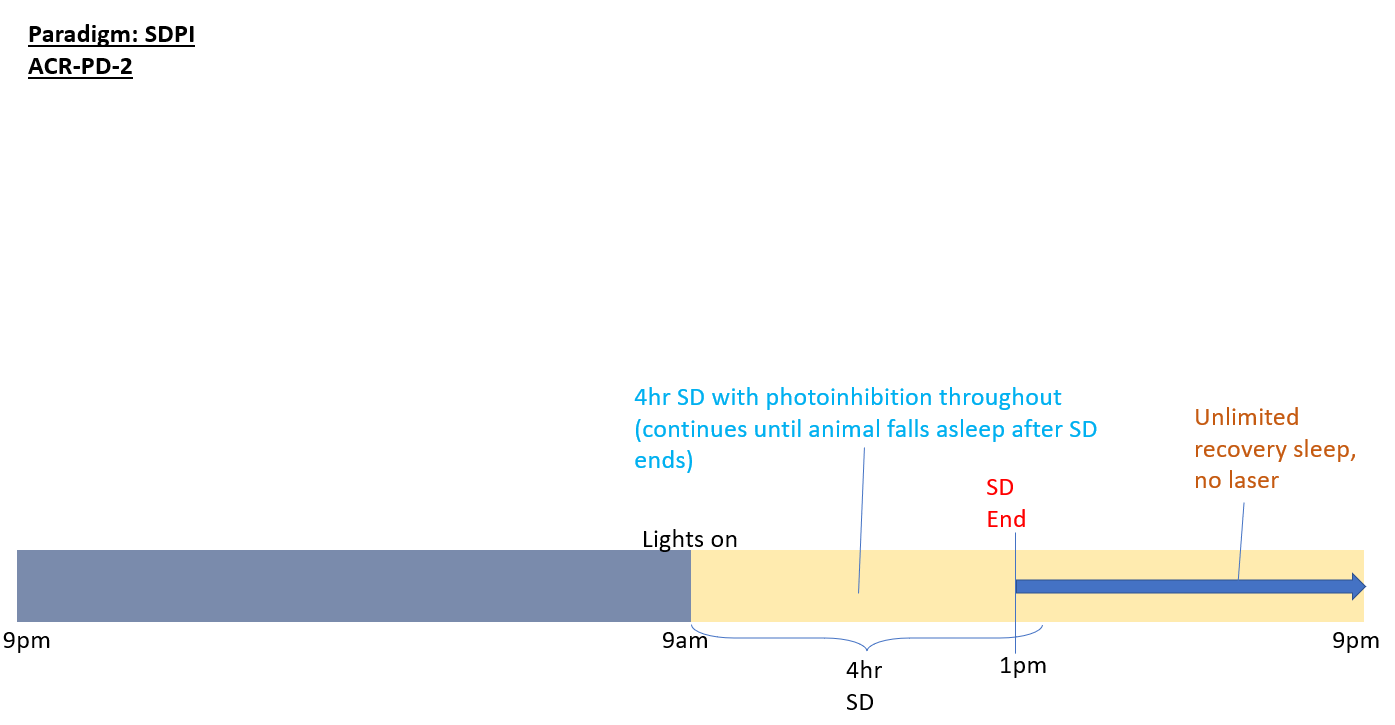 Paradigm: SDPI
ACR-PD-2
4hr SD with photoinhibition throughout
(continues until animal falls asleep after SD
ends)
Unlimited
recovery sleep,
no laser
SD
End
Lights on
9pm
9am
1pm
9pm
4hr
SD